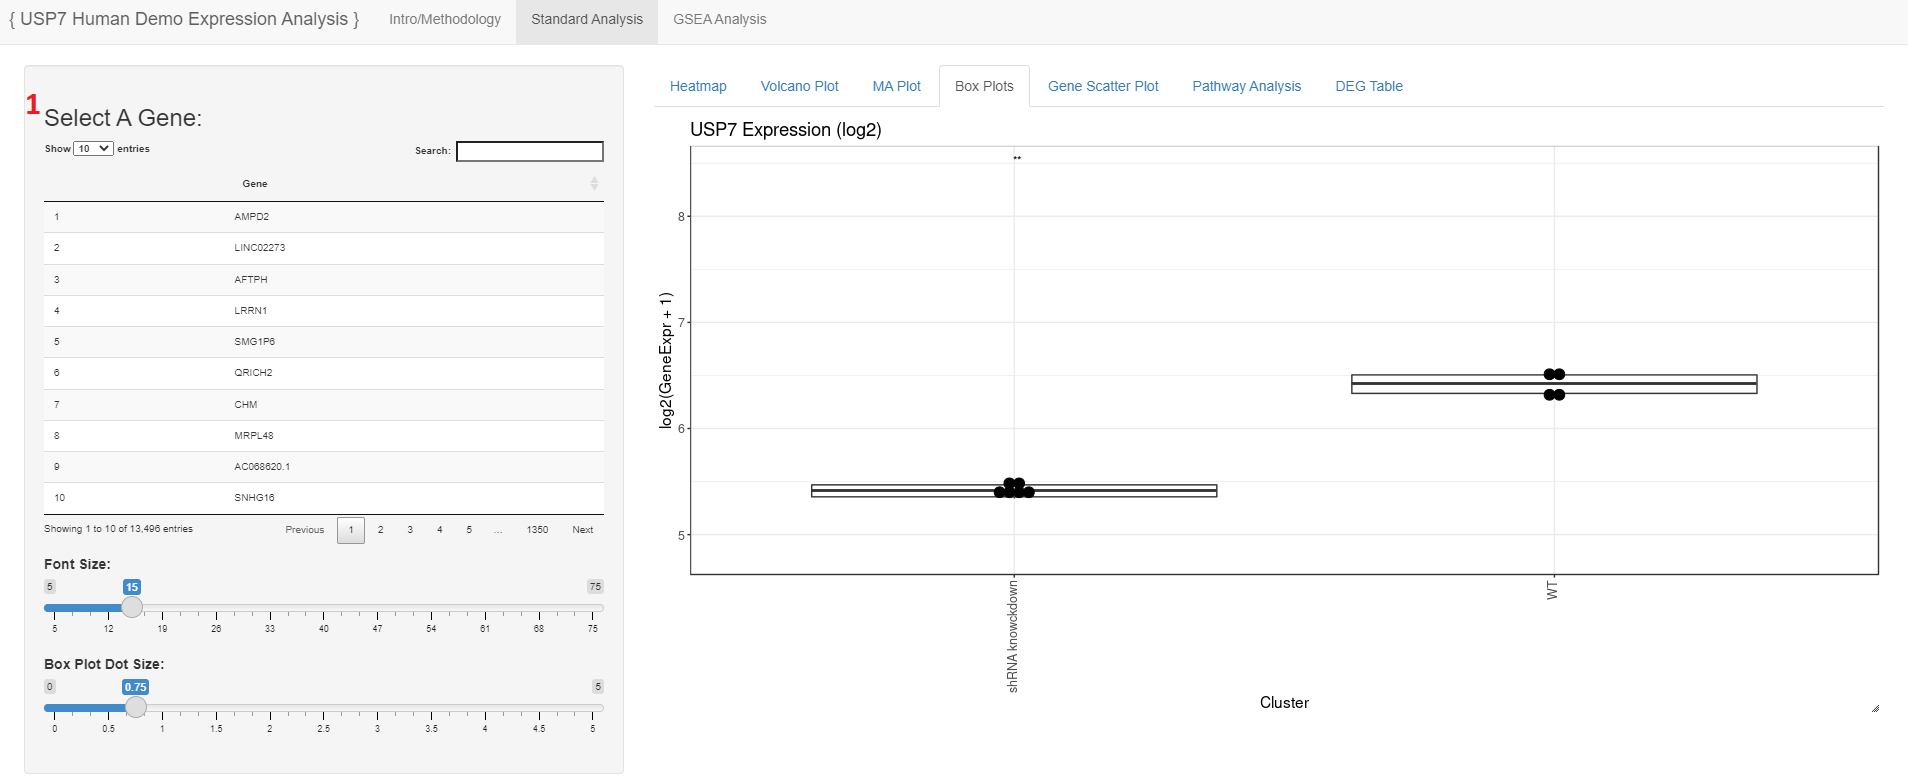 { USP7 Human Demo Expression Analysis } Intro/Methodology Standard Analysis GSEA Analysis
1
Select A Gene:
Show 10 entries Search:
Gene
1 AMPD2
2 LINC02273
3 AFTPH
4 LRRN1
5 SMG1P6
6 QRICH2
7 CHM
8 MRPL48
9 AC068620.1
10 SNHG16
Showing 1 to 10 of 13,496 entries Previous 1 2 3 4 5 ... 1350 Next
Font Size:
5 15 75
5 12 19 26 33 40 47 54 61 68 75
Box Plot Dot Size:
0 0.75 5
0 0.5 1 1.5 2 2.5 3 3.5 4 4.5 5
Heatmap Volcano Plot MA Plot Box Plots Gene Scatter Plot Pathway Analysis DEG Table
USP7 Expression (log2)
**
log2(GeneExpr + 1)
8
7
6
5
shRNA knowckdown
WT
Cluster